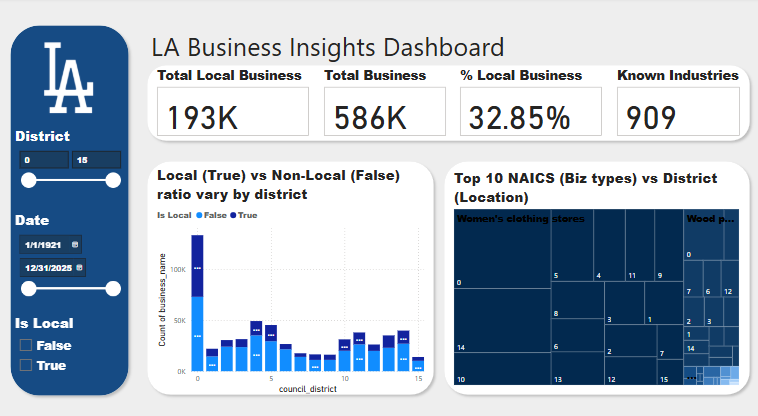 LA
LA Business Insights Dashboard
District
0 15
Date
1/1/1921
12/31/2025
Is Local
False
True
Total Local Business
193K
Total Business
586K
% Local Business
32.85%
Known Industries
909
Local (True) vs Non-Local (False)
ratio vary by district
Is Local False True
Count of business_name
100K
50K
0K
0 5 10 15
council_district
Top 10 NAICS (Biz types) vs District
(Location)
Women's clothing stores
0
14
10
5 4 11 9
8
6
13
3 1
2 7
12 15
Wood p...
0
7 6 12
2 3
1
14